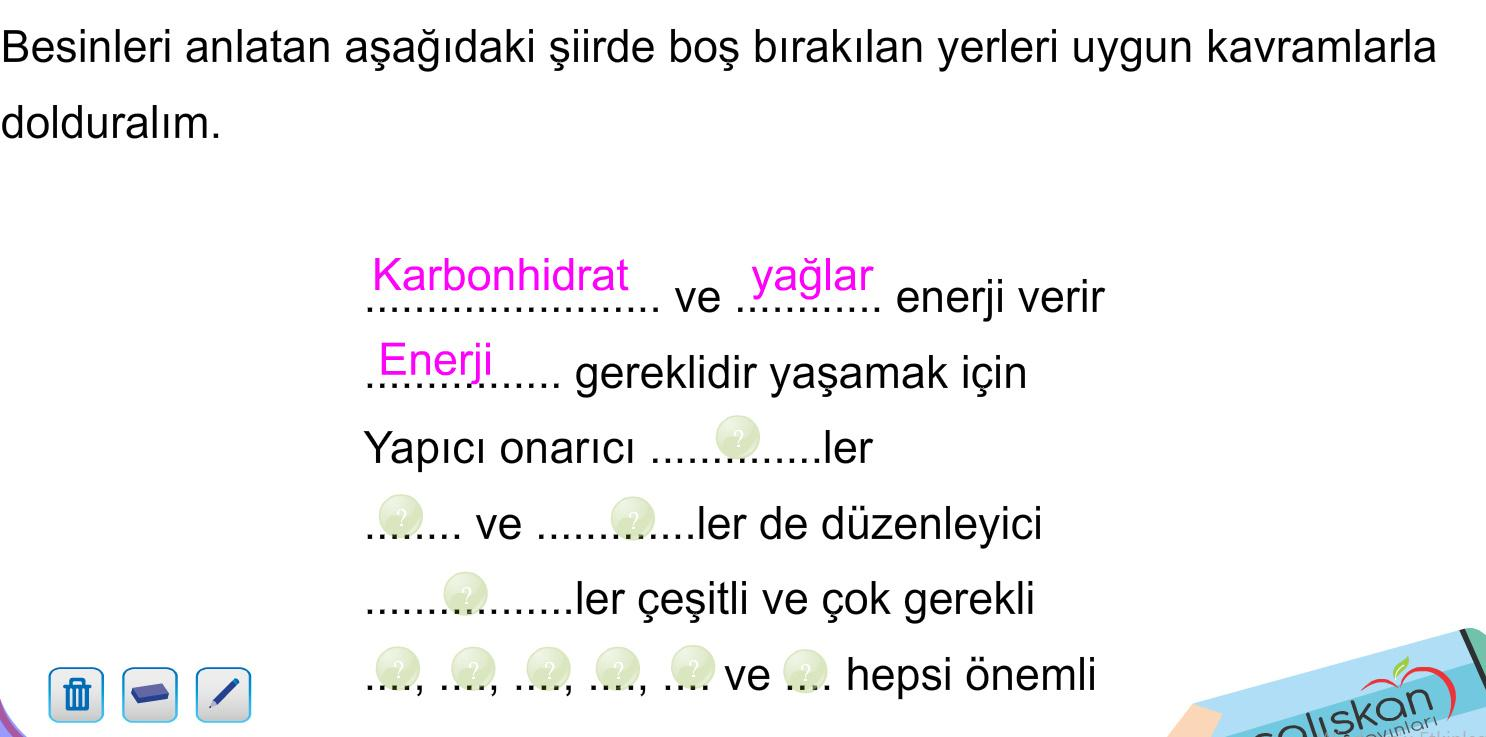 Besinleri anlatan aşağıdaki şiirde boş bırakılan yerleri uygun kavramlarla
dolduralım.
Karbonhidrat ve yağlar enerji verir
Enerji gereklidir yaşamak için
Yapıcı onarıcı ......?......ler
...?... ve ......?......ler de düzenleyici
......?......ler çeşitli ve çok gerekli
..?.., ..?.., ..?.., ..?.., ..?.. ve ..?.. hepsi önemli